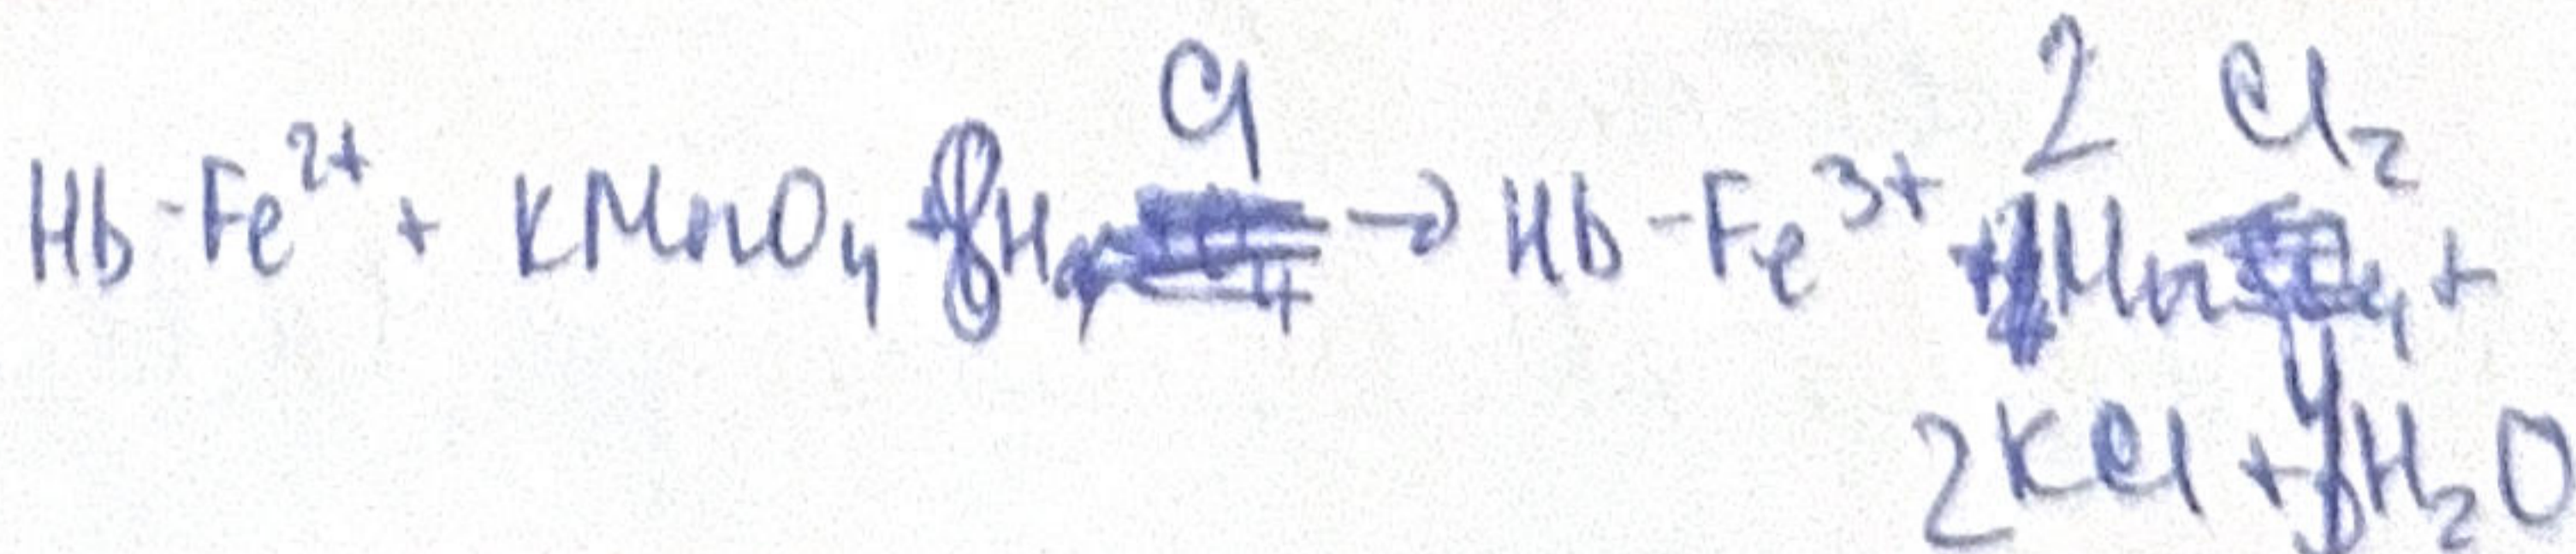 Hb-Fe²⁺ + KMnO₄ + 8HCl → Hb-Fe³⁺ + 2MnCl₂ +
2KCl + 4H₂O